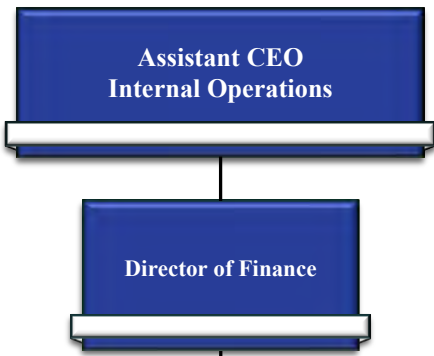 Assistant CEO
Internal Operations
Director of Finance